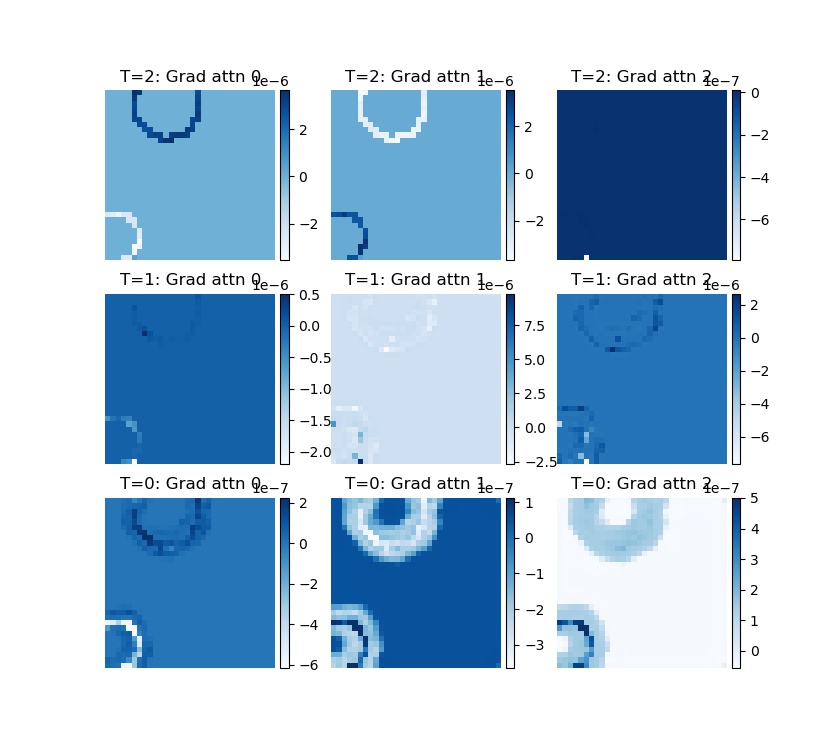 T=2: Grad attn 0
1e−6
T=2: Grad attn 1
1e−6
T=2: Grad attn 2
1e−7
2
0
−2
2
0
−2
0
−2
−4
−6
T=1: Grad attn 0
1e−6
T=1: Grad attn 1
1e−6
T=1: Grad attn 2
1e−6
0.5
0.0
−0.5
−1.0
−1.5
−2.0
7.5
5.0
2.5
0.0
−2.5
2
0
−2
−4
−6
T=0: Grad attn 0
1e−7
T=0: Grad attn 1
1e−7
T=0: Grad attn 2
1e−7
2
0
−2
−4
−6
1
0
−1
−2
−3
5
4
3
2
1
0